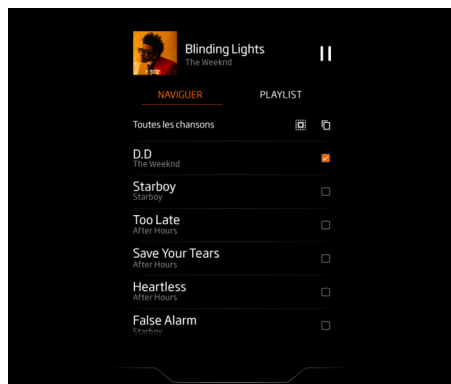 Blinding Lights
The Weeknd
NAVIGUER PLAYLIST
Toutes les chansons
D.D
The Weeknd
Starboy
Starboy
Too Late
After Hours
Save Your Tears
After Hours
Heartless
After Hours
False Alarm
Starboy